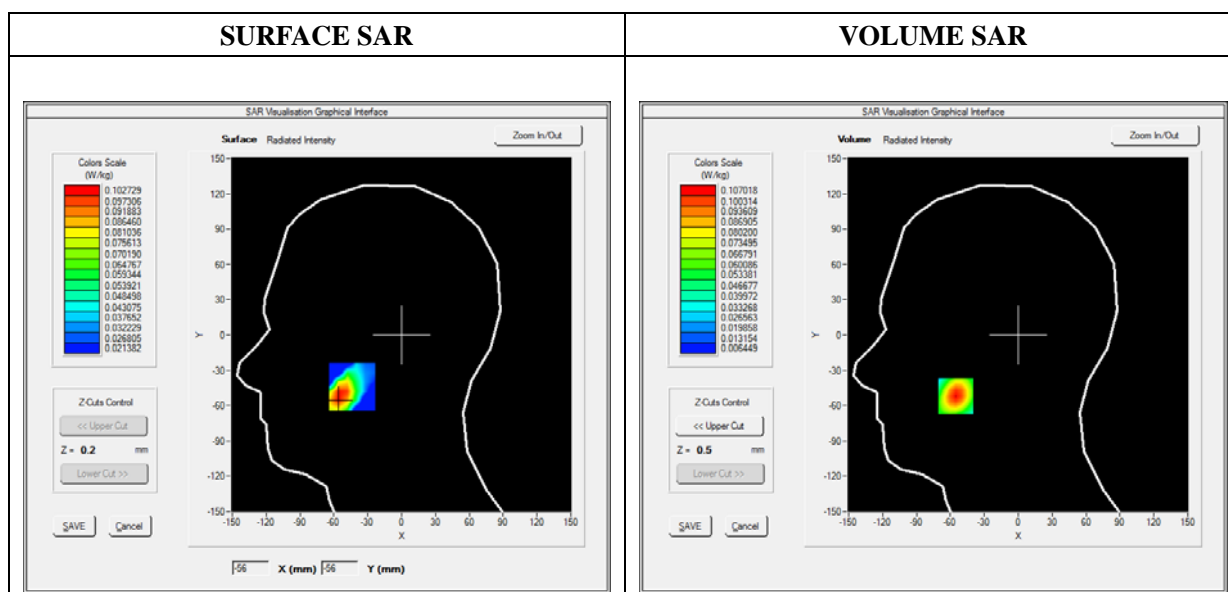 SURFACE SAR
VOLUME SAR
SAR Visualisation Graphical Interface
Surface Radiated Intensity
Zoom In/Out
Colors Scale
(W/kg)
0.102729
0.097306
0.091883
0.086460
0.081036
0.075613
0.070190
0.064767
0.059344
0.053921
0.048498
0.043075
0.037652
0.032229
0.026805
0.021382
150
120
90
60
30
0
-30
-60
-90
-120
-150
Y
-150 -120 -90 -60 -30 0 30 60 90 120 150
X
Z-Cuts Control
<< Upper Cut
Z = 0.2 mm
Lower Cut >>
SAVE Cancel
-56 X (mm) -56 Y (mm)
SAR Visualisation Graphical Interface
Volume Radiated Intensity
Zoom In/Out
Colors Scale
(W/kg)
0.107018
0.100314
0.093609
0.086905
0.080200
0.073495
0.066791
0.060086
0.053381
0.046677
0.039972
0.033268
0.026563
0.019858
0.013154
0.006449
150
120
90
60
30
0
-30
-60
-90
-120
-150
Y
-150 -120 -90 -60 -30 0 30 60 90 120 150
X
Z-Cuts Control
<< Upper Cut
Z = 0.5 mm
Lower Cut >>
SAVE Cancel